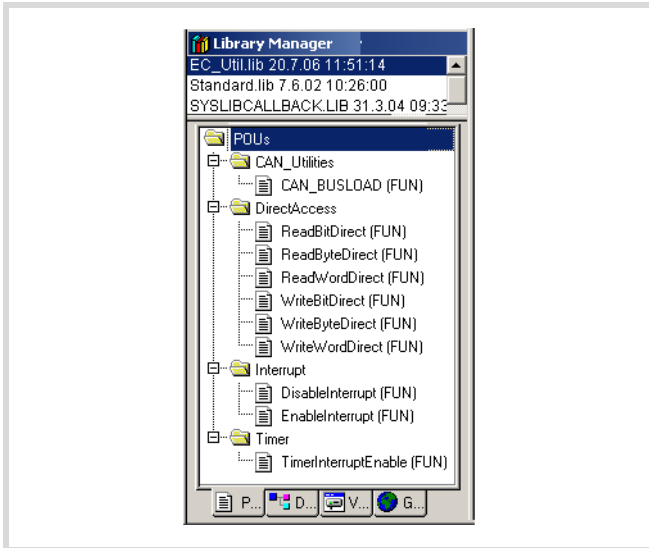 Library Manager
EC_Util.lib 20.7.06 11:51:14
Standard.lib 7.6.02 10:26:00
SYSLIBCALLBACK.LIB 31.3.04 09:33
POUs
CAN_Utilities
CAN_BUSLOAD (FUN)
DirectAccess
ReadBitDirect (FUN)
ReadByteDirect (FUN)
ReadWordDirect (FUN)
WriteBitDirect (FUN)
WriteByteDirect (FUN)
WriteWordDirect (FUN)
Interrupt
DisableInterrupt (FUN)
EnableInterrupt (FUN)
Timer
TimerInterruptEnable (FUN)
P... D... V... G...